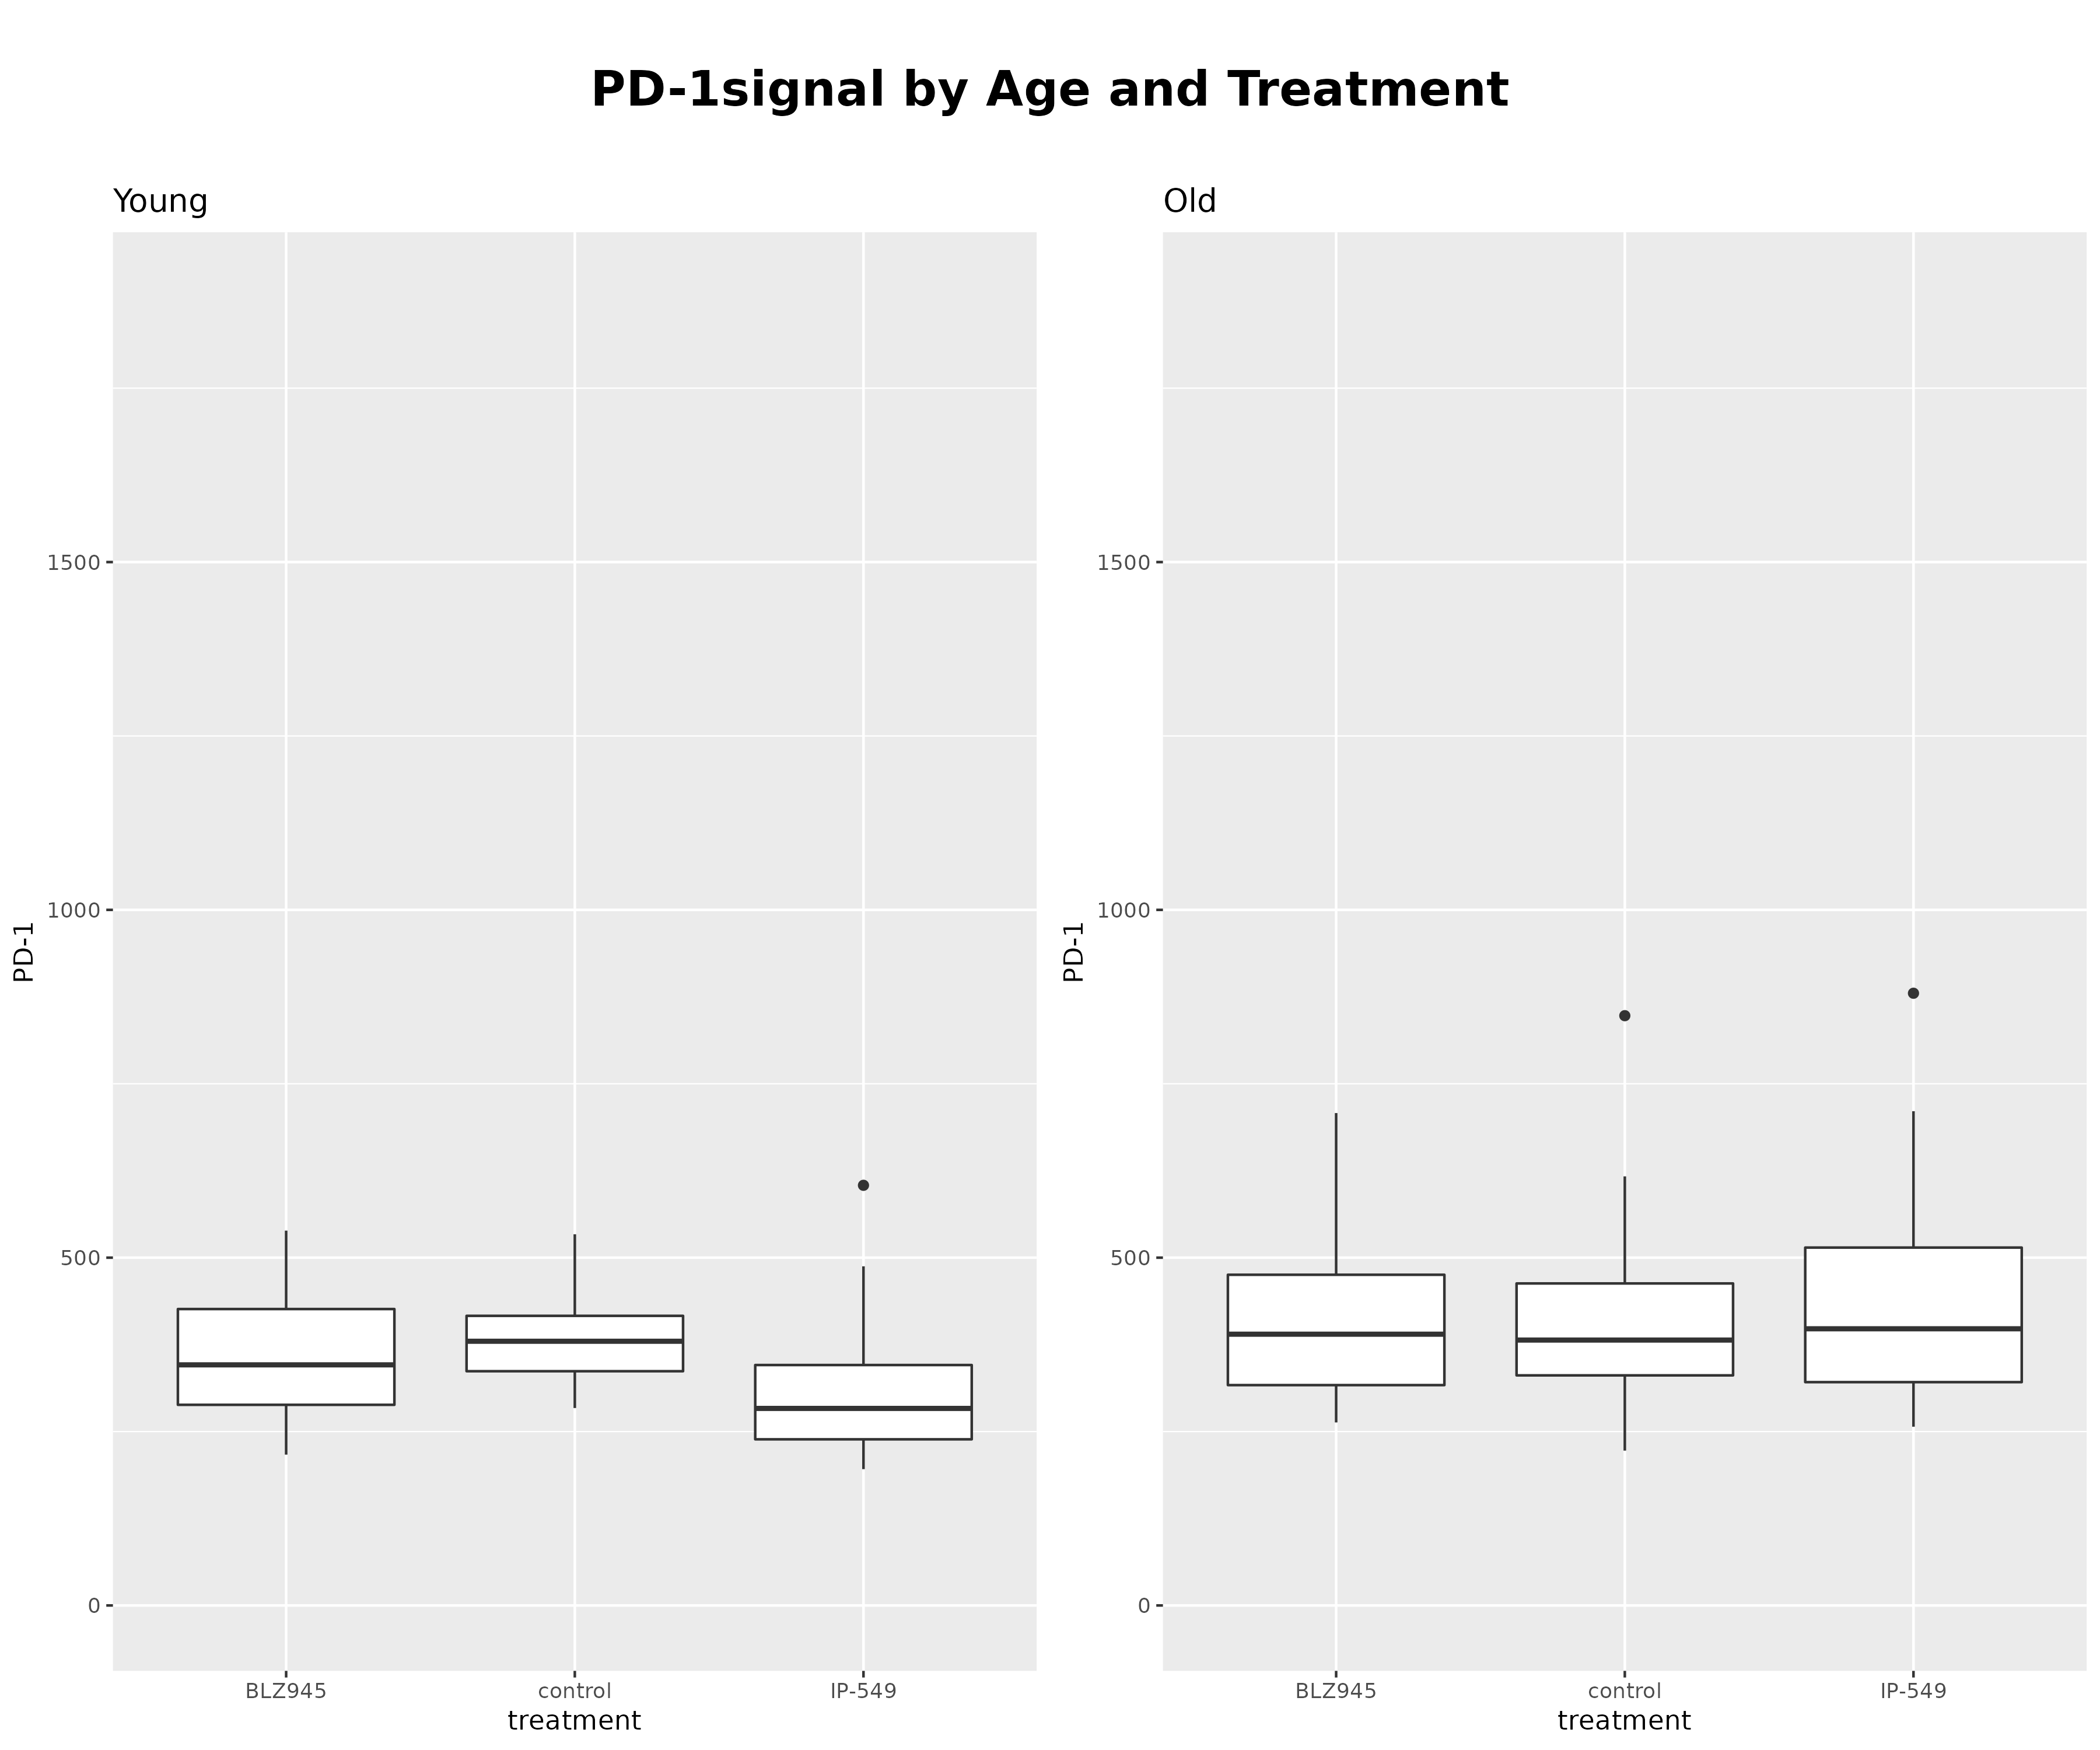 PD-1signal by Age and Treatment
Young
PD-1
1500
1000
500
0
BLZ945 control IP-549
treatment
Old
PD-1
1500
1000
500
0
BLZ945 control IP-549
treatment